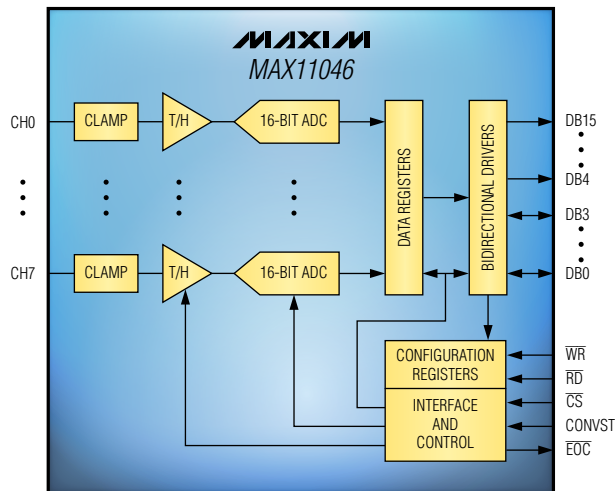 MAXIM
MAX11046
CH0
CLAMP
T/H
16-BIT ADC
DATA REGISTERS
BIDIRECTIONAL DRIVERS
DB15
DB4
DB3
CH7
CLAMP
T/H
16-BIT ADC
DB0
CONFIGURATION
REGISTERS
INTERFACE
AND
CONTROL
WR
RD
CS
CONVST
EOC